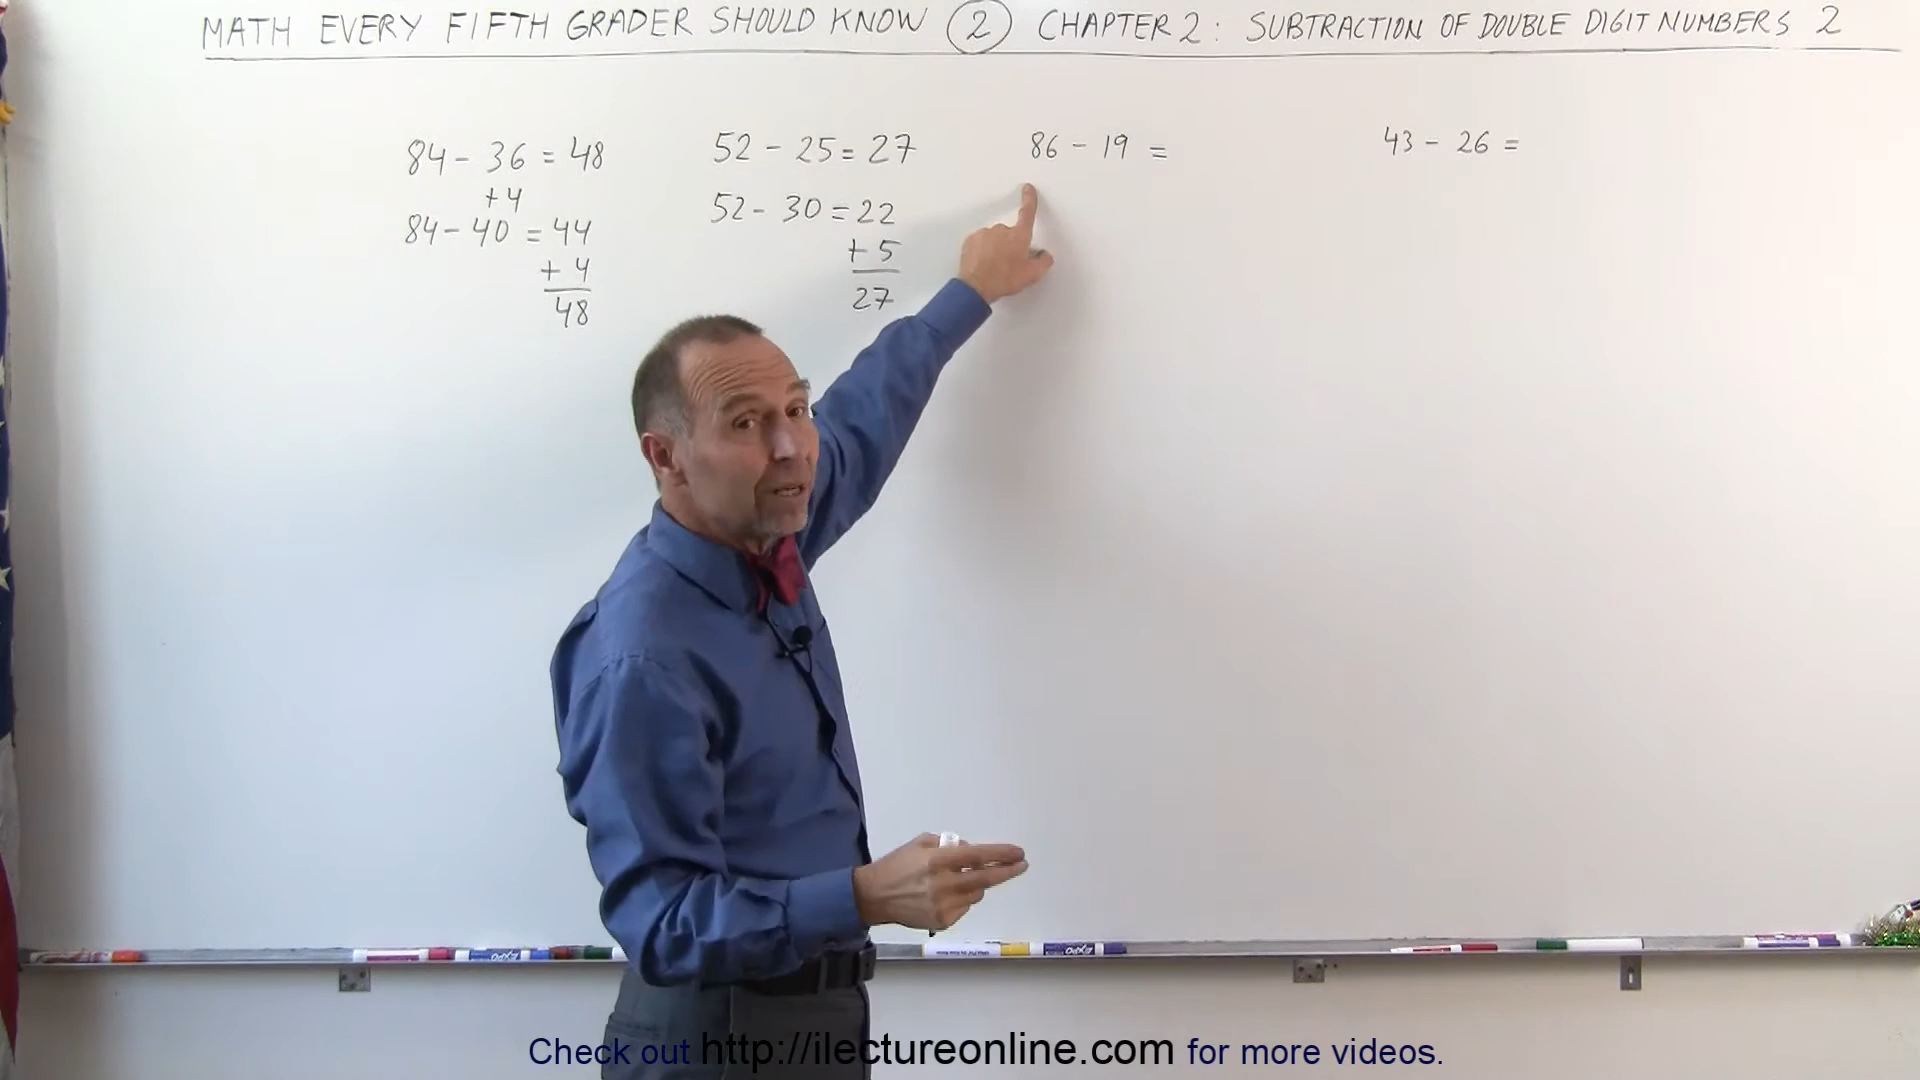 MATH EVERY FIFTH GRADER SHOULD KNOW 2 CHAPTER 2: SUBTRACTION OF DOUBLE DIGIT NUMBERS 2
84 - 36 = 48
+4
84 - 40 = 44
+ 4
48
52 - 25 = 27
52 - 30 = 22
+ 5
27
86 - 19 =
43 - 26 =
EXPO
EXPO
Check out http://ilectureonline.com for more videos.